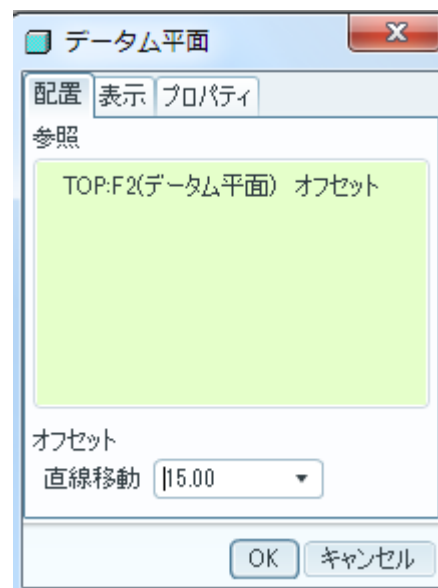 データム平面
配置 表示 プロパティ
参照
TOP:F2(データム平面) オフセット
オフセット
直線移動 15.00
OK キャンセル